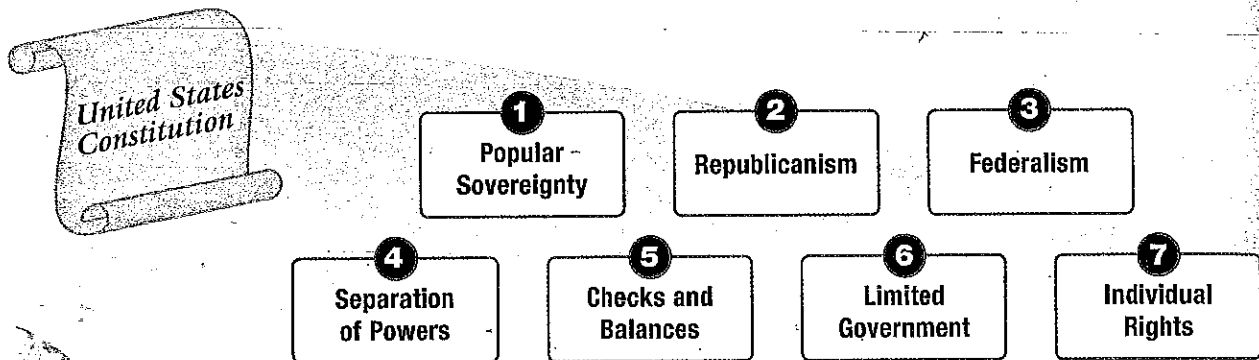 United States
Constitution
1
Popular
Sovereignty
2
Republicanism
3
Federalism
4
Separation
of Powers
5
Checks and
Balances
6
Limited
Government
7
Individual
Rights